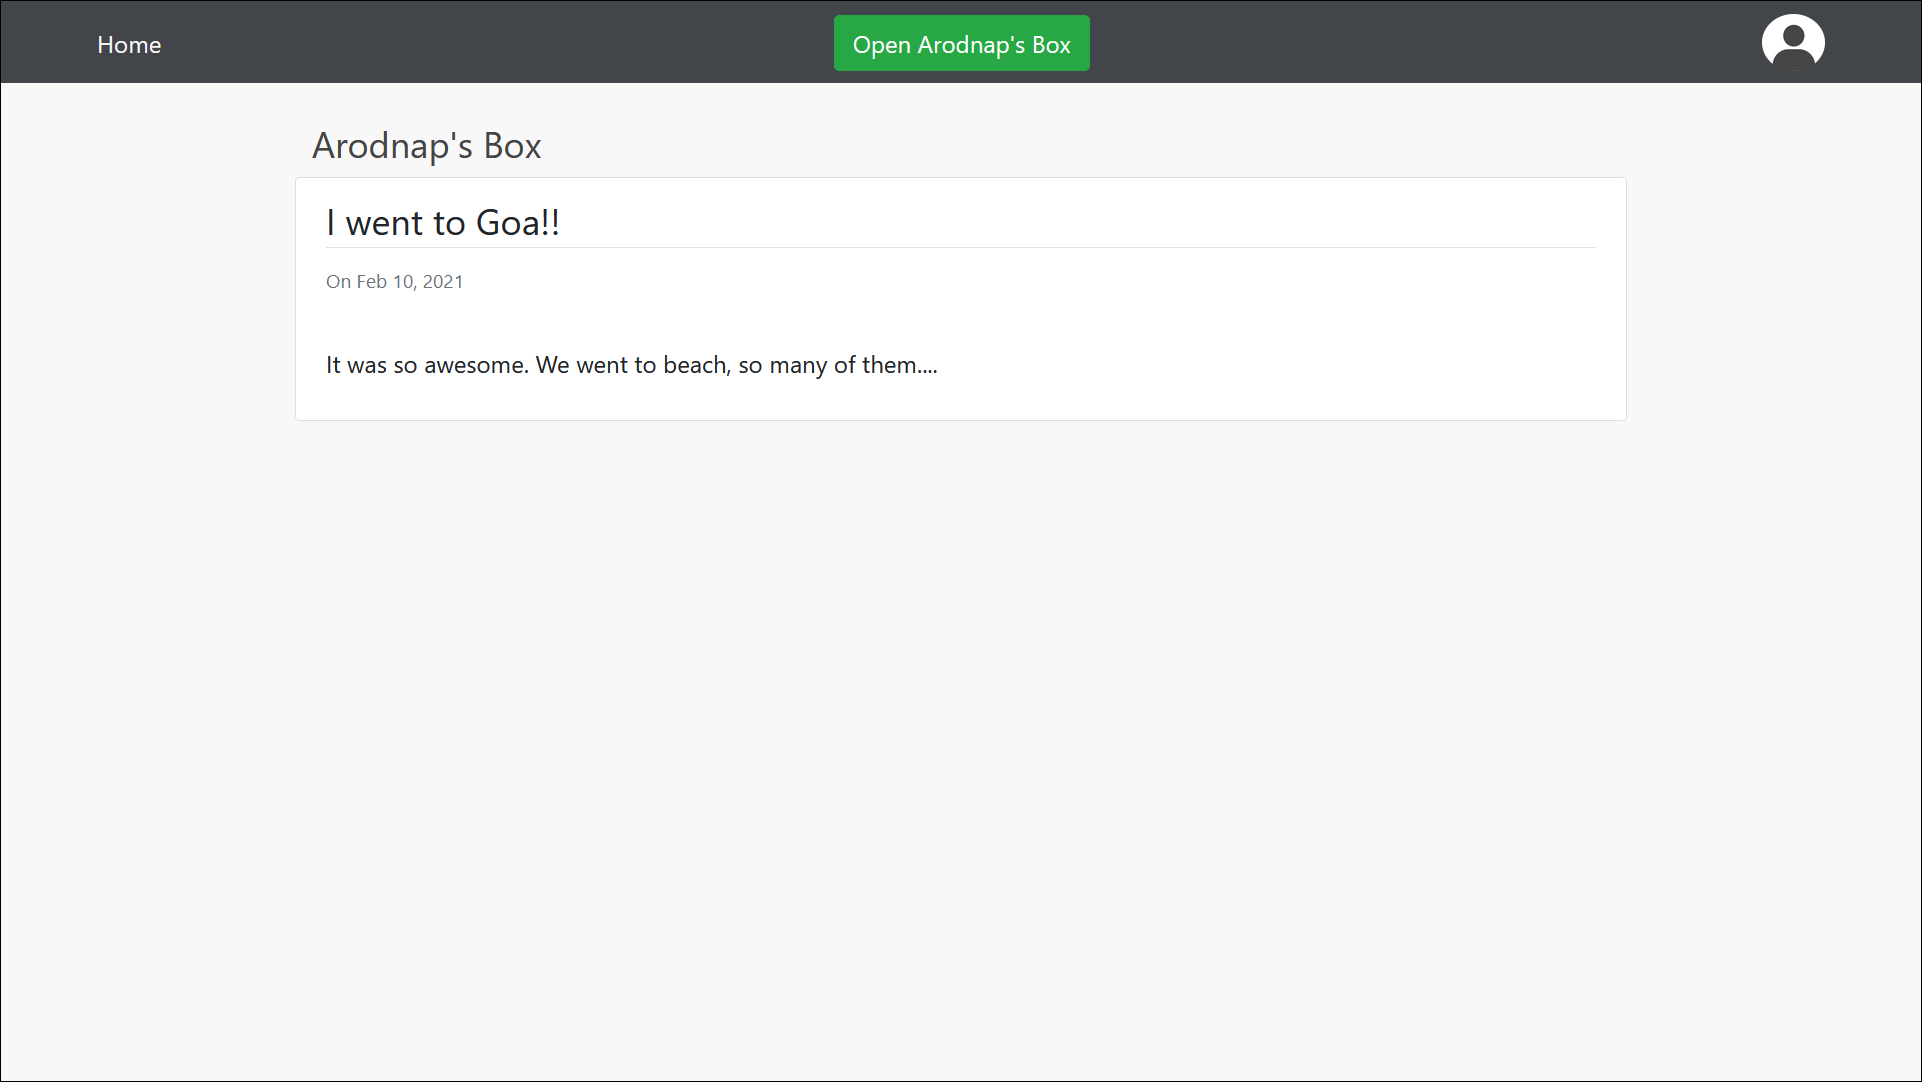 Home
Open Arodnap's Box
Arodnap's Box
I went to Goa!!
On Feb 10, 2021
It was so awesome. We went to beach, so many of them....